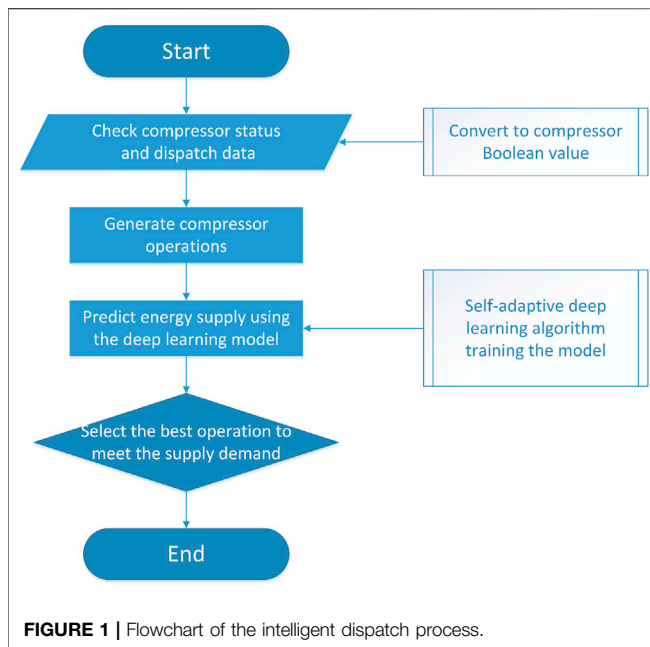 Start
Check compressor status
and dispatch data
Convert to compressor
Boolean value
Generate compressor
operations
Predict energy supply using
the deep learning model
Self-adaptive deep
learning algorithm
training the model
Select the best operation to
meet the supply demand
End
FIGURE 1 | Flowchart of the intelligent dispatch process.